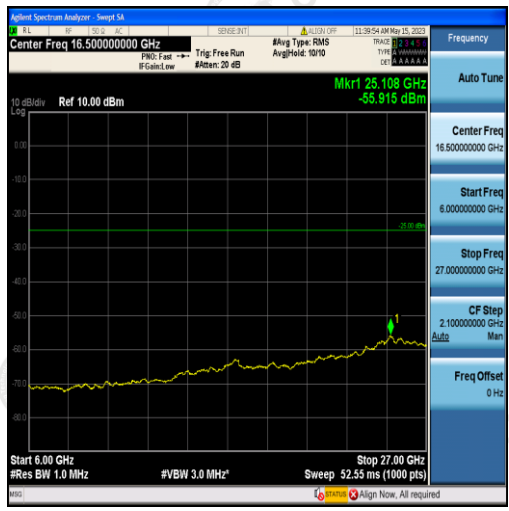 Agilent Spectrum Analyzer - Swept SA
RL RF 50 Ω AC SENSE:INT ALIGN OFF 11:39:54 AM May 15, 2023
Center Freq 16.500000000 GHz
PNO: Fast
IFGain:Low
Trig: Free Run
#Atten: 20 dB
#Avg Type: RMS
Avg|Hold: 10/10
TRACE 1 2 3 4 5 6
TYPE
DET A A A A A A
Mkr1 25.108 GHz
-55.915 dBm
10 dB/div Ref 10.00 dBm
Log
0.00
-10.0
-20.0
-25.00 dBm
-30.0
-40.0
-50.0
1
-60.0
-70.0
-80.0
Start 6.00 GHz Stop 27.00 GHz
#Res BW 1.0 MHz #VBW 3.0 MHz* Sweep 52.55 ms (1000 pts)
MSG STATUS Align Now, All required
Frequency
Auto Tune
Center Freq
16.500000000 GHz
Start Freq
6.000000000 GHz
Stop Freq
27.000000000 GHz
CF Step
2.100000000 GHz
Auto Man
Freq Offset
0 Hz